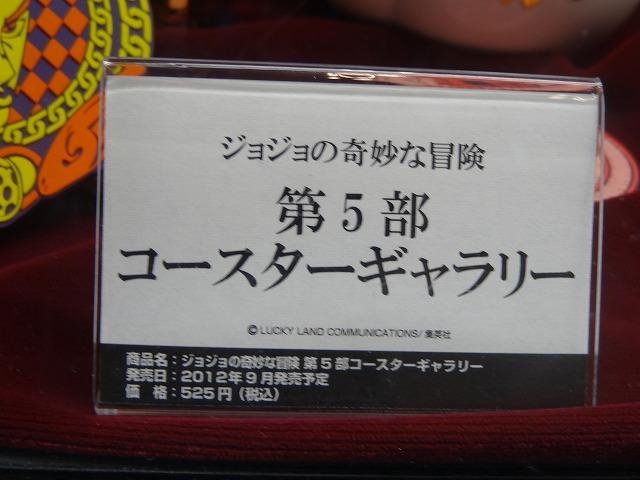 ジョジョの奇妙な冒険
第5部
コースターギャラリー
©LUCKY LAND COMMUNICATIONS/集英社
商品名：ジョジョの奇妙な冒険 第5部コースターギャラリー
発売日：2012年9月発売予定
価　格：525円（税込）